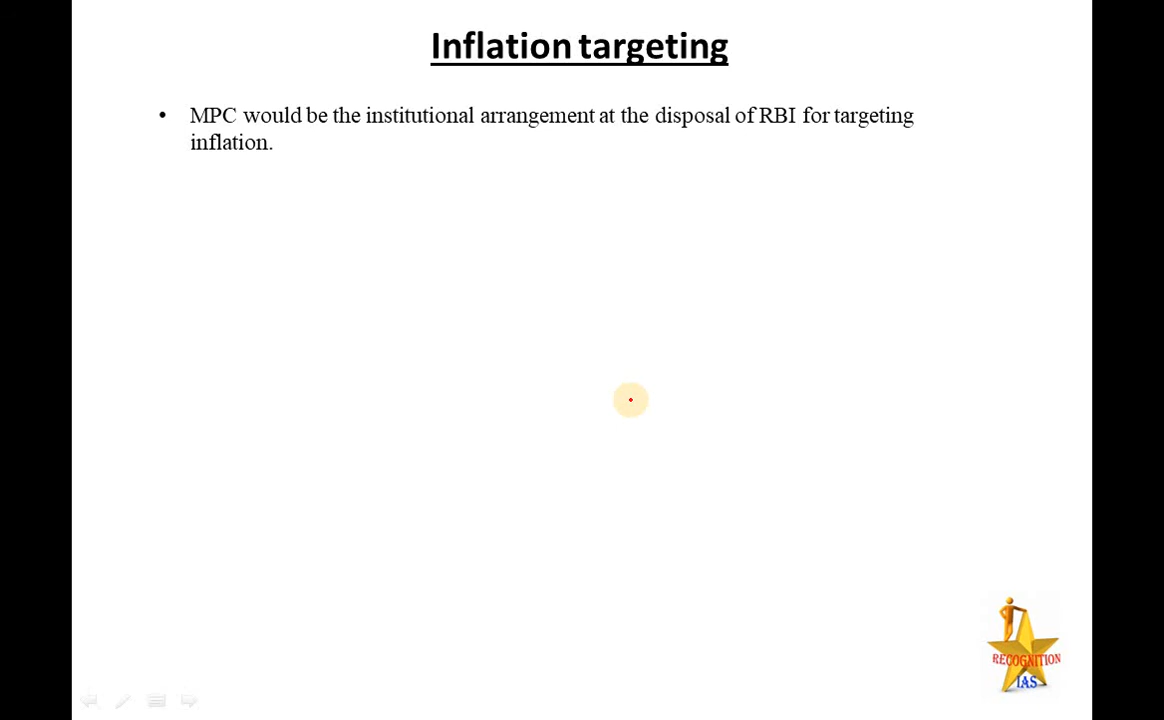 Inflation targeting
• MPC would be the institutional arrangement at the disposal of RBI for targeting
inflation.
RECOGNITION
IAS